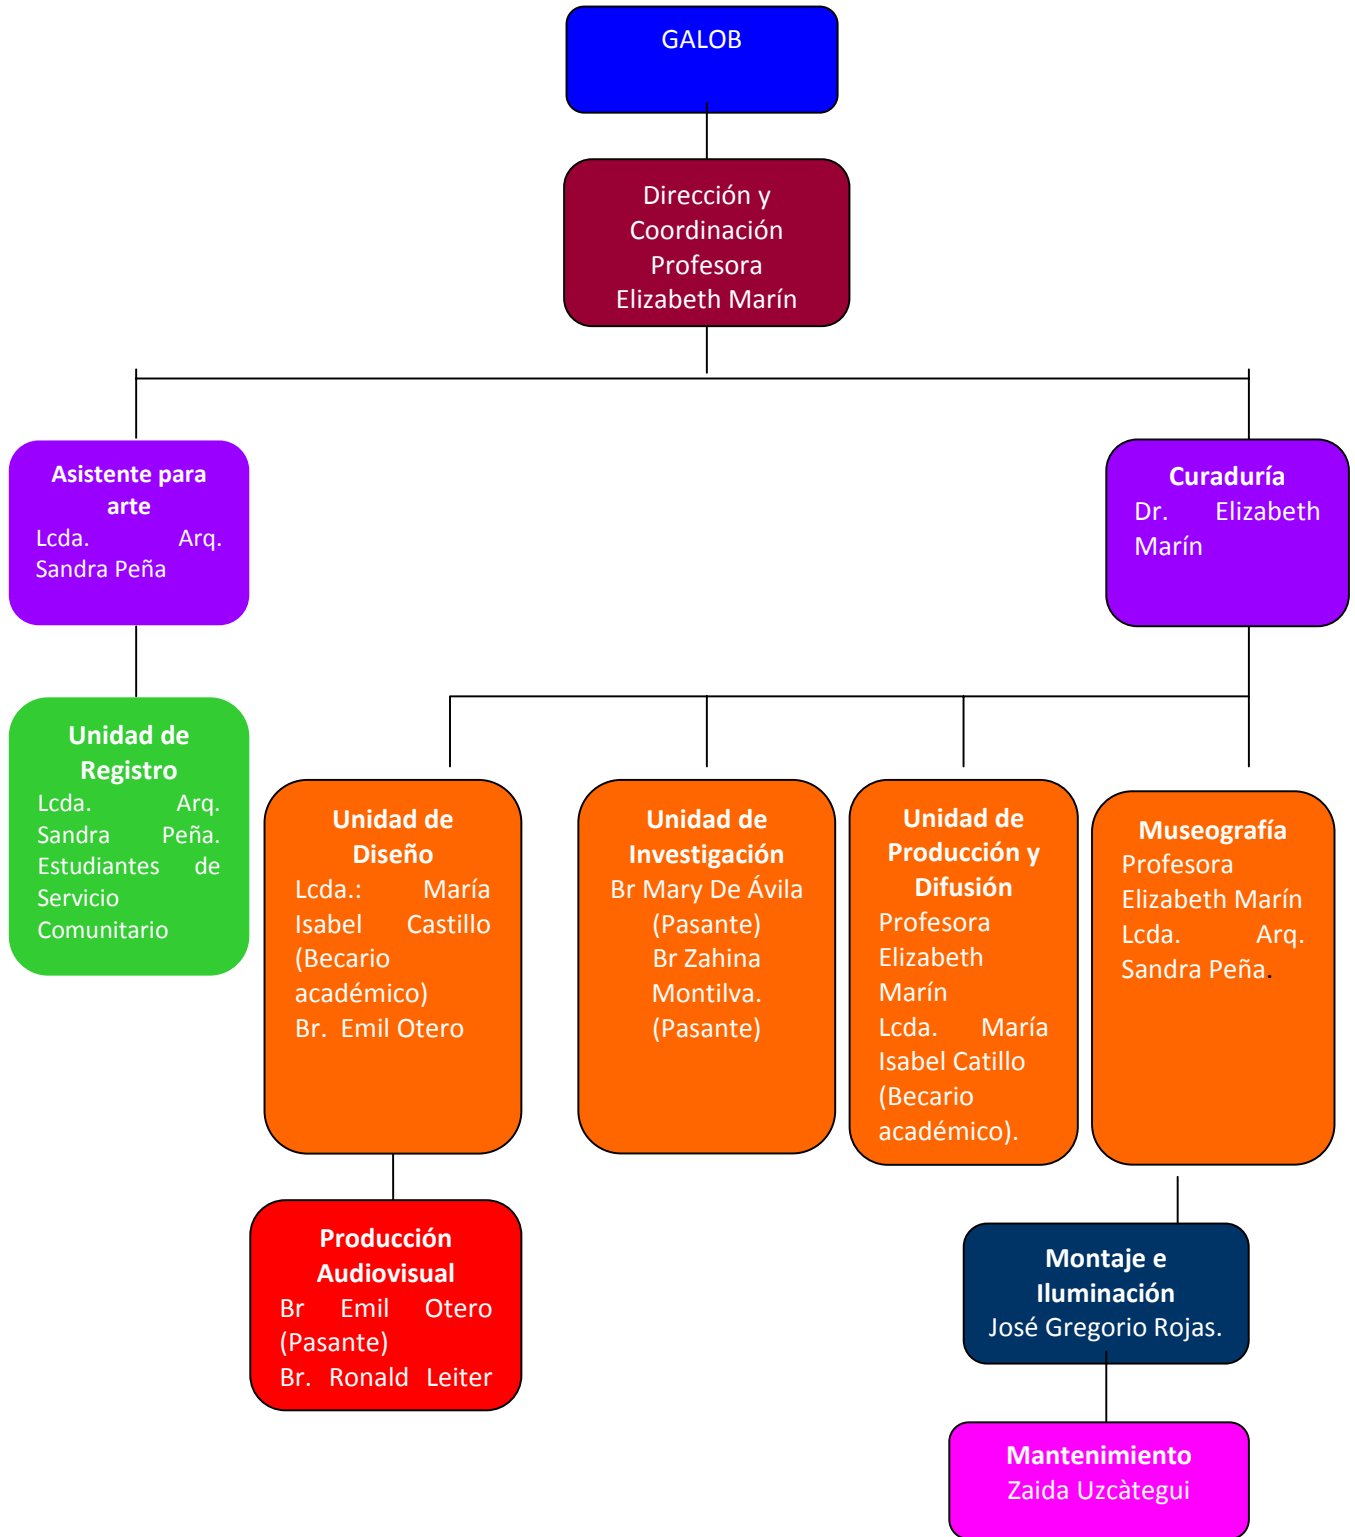 GALOB
Dirección y
Coordinación
Profesora
Elizabeth Marín
Asistente para
arte
Lcda. Arq.
Sandra Peña
Curaduría
Dr. Elizabeth
Marín
Unidad de
Registro
Lcda. Arq.
Sandra Peña.
Estudiantes de
Servicio
Comunitario
Unidad de
Diseño
Lcda.: María
Isabel Castillo
(Becario
académico)
Br. Emil Otero
Unidad de
Investigación
Br Mary De Ávila
(Pasante)
Br Zahina
Montilva.
(Pasante)
Unidad de
Producción y
Difusión
Profesora
Elizabeth
Marín
Lcda. María
Isabel Catillo
(Becario
académico).
Museografía
Profesora
Elizabeth Marín
Lcda. Arq.
Sandra Peña.
Producción
Audiovisual
Br Emil Otero
(Pasante)
Br. Ronald Leiter
Montaje e
Iluminación
José Gregorio Rojas.
Mantenimiento
Zaida Uzcàtegui